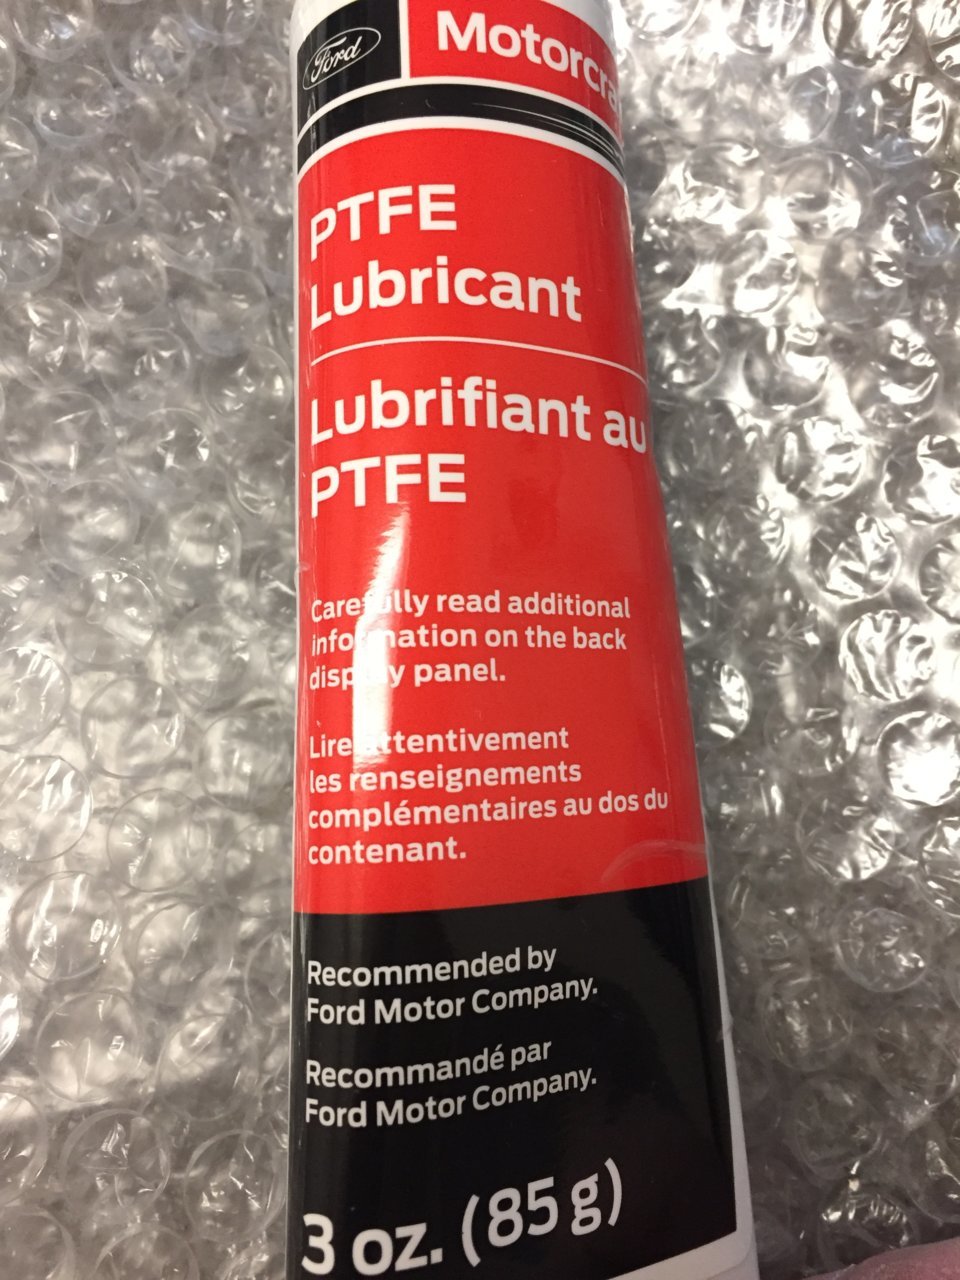 Ford
Motorcra
PTFE
Lubricant
Lubrifiant au
PTFE
Carefully read additional
information on the back
display panel.
Lire attentivement
les renseignements
complémentaires au dos du
contenant.
Recommended by
Ford Motor Company.
Recommandé par
Ford Motor Company.
3 oz. (85 g)